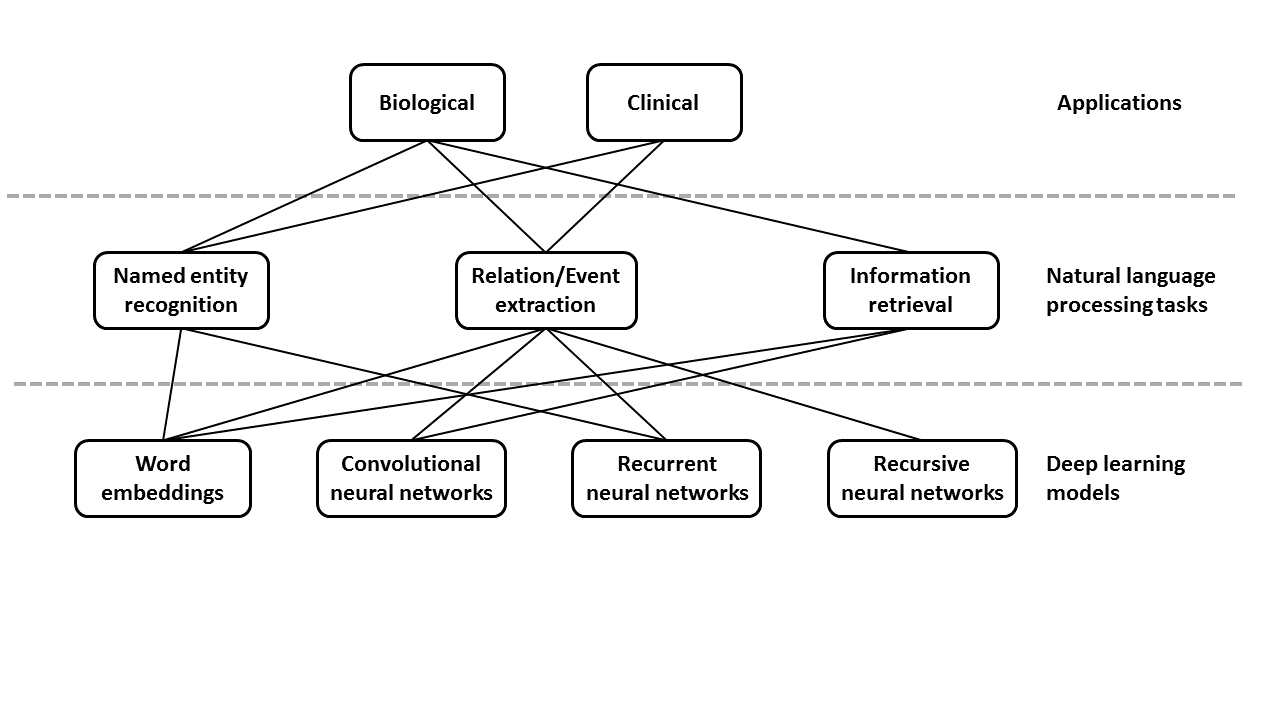 Biological
Clinical
Applications
Named entity
recognition
Relation/Event
extraction
Information
retrieval
Natural language
processing tasks
Word
embeddings
Convolutional
neural networks
Recurrent
neural networks
Recursive
neural networks
Deep learning
models